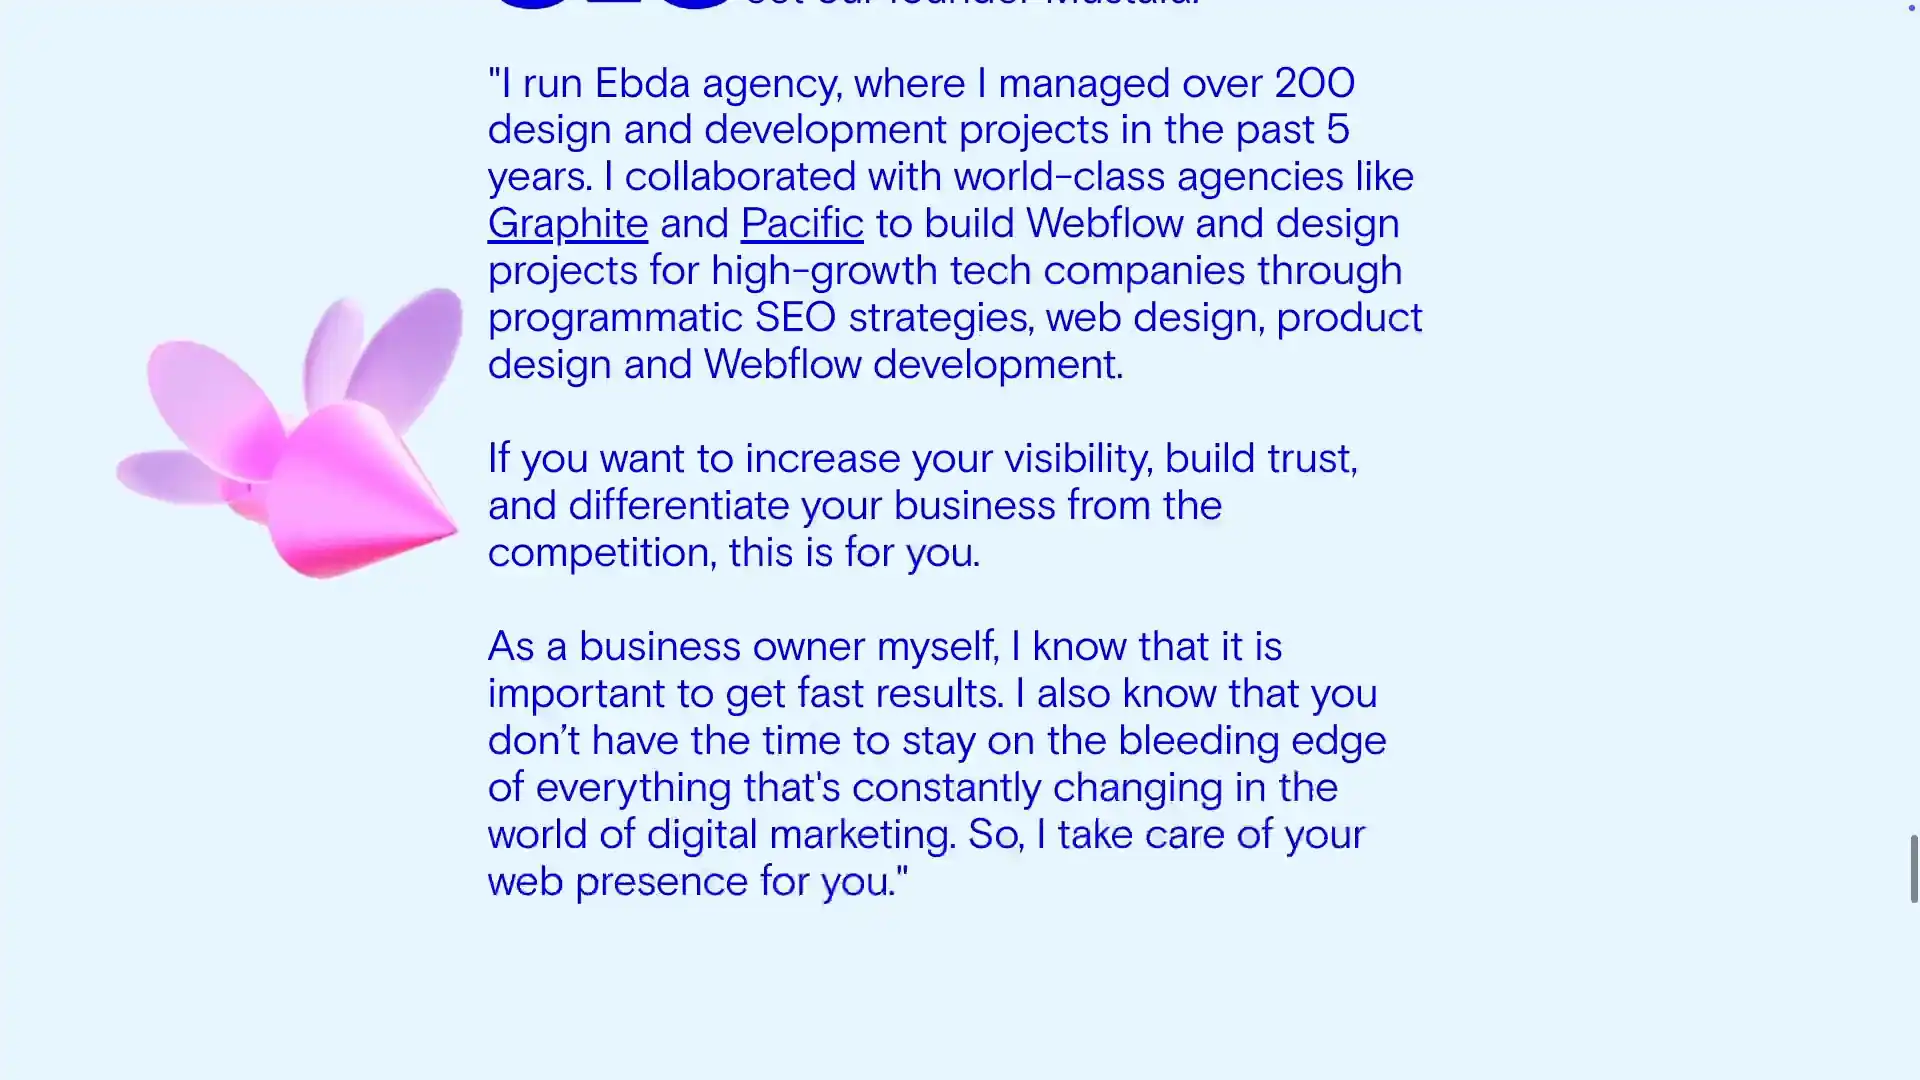 our founder Mustafa.
"I run Ebda agency, where I managed over 200
design and development projects in the past 5
years. I collaborated with world-class agencies like
Graphite and Pacific to build Webflow and design
projects for high-growth tech companies through
programmatic SEO strategies, web design, product
design and Webflow development.
If you want to increase your visibility, build trust,
and differentiate your business from the
competition, this is for you.
As a business owner myself, I know that it is
important to get fast results. I also know that you
don’t have the time to stay on the bleeding edge
of everything that's constantly changing in the
world of digital marketing. So, I take care of your
web presence for you."